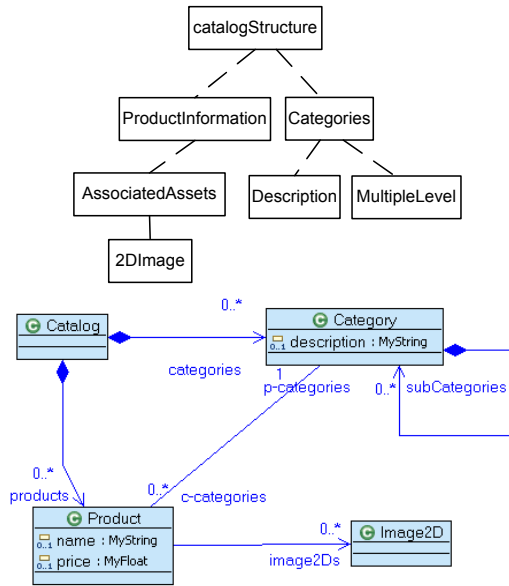 catalogStructure
ProductInformation
Categories
AssociatedAssets
Description
MultipleLevel
2DImage
C Catalog
0..*
C Category
0..1 description : MyString
categories
1
p-categories
0..*
subCategories
0..*
products
0..*
c-categories
C Product
0..1 name : MyString
0..1 price : MyFloat
0..*
image2Ds
C Image2D